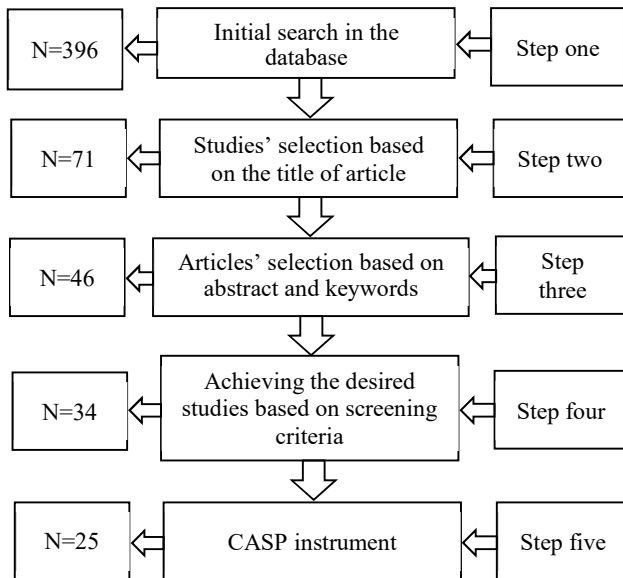 N=396
Initial search in the
database
Step one
N=71
Studies’ selection based
on the title of article
Step two
N=46
Articles’ selection based on
abstract and keywords
Step
three
N=34
Achieving the desired
studies based on screening
criteria
Step four
N=25
CASP instrument
Step five